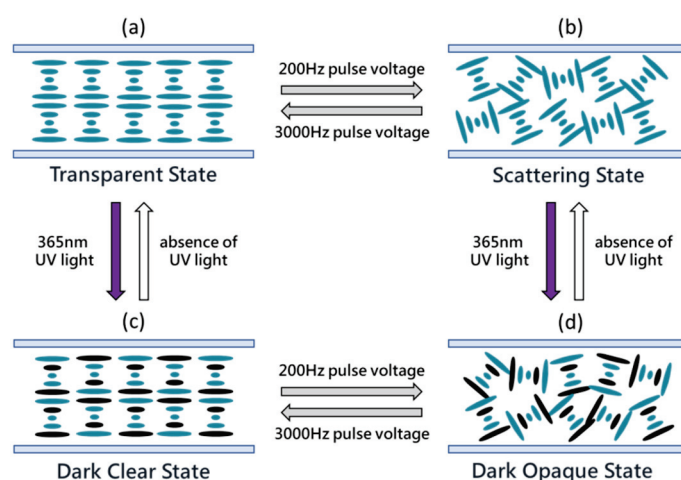 (a)
(b)
200Hz pulse voltage
3000Hz pulse voltage
Transparent State
Scattering State
365nm
UV light
absence of
UV light
365nm
UV light
absence of
UV light
(c)
(d)
200Hz pulse voltage
3000Hz pulse voltage
Dark Clear State
Dark Opaque State